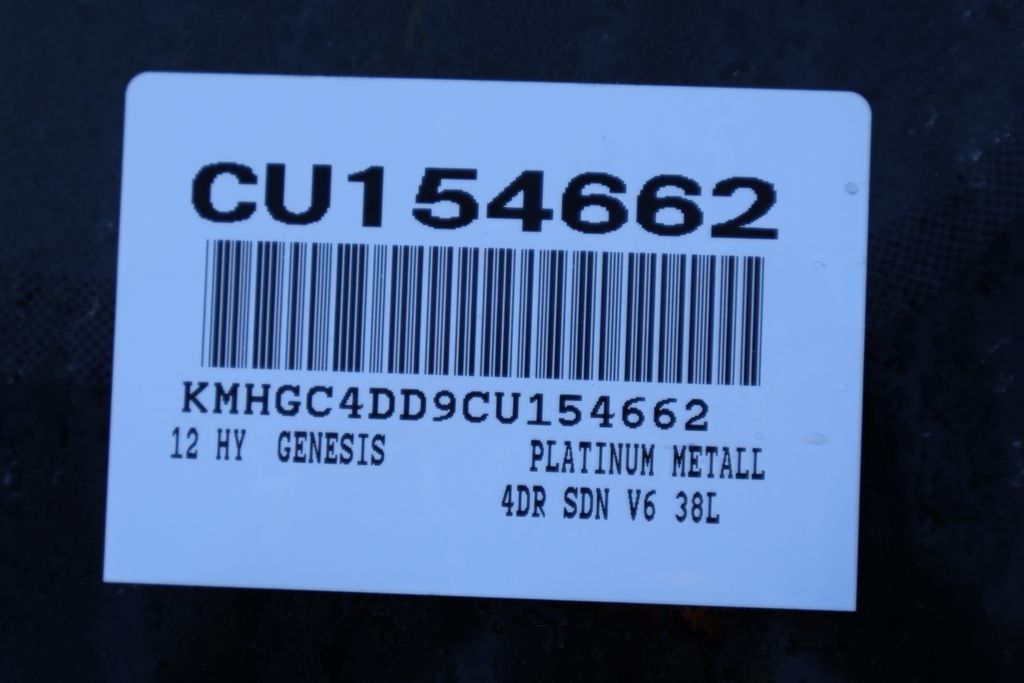 CU154662
KMHGC4DD9CU154662
12 HY GENESIS PLATINUM METALL
4DR SDN V6 38L